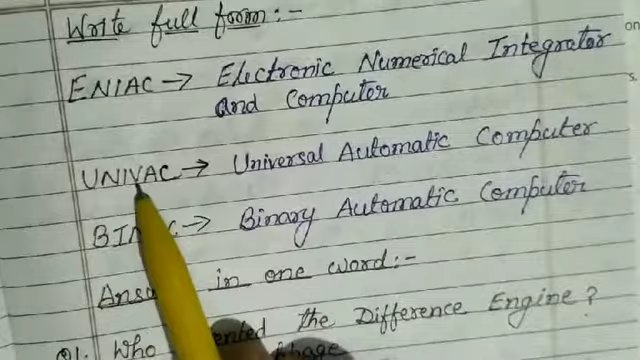 Write full form :-
ENIAC → Electronic Numerical Integrator
and Computer
UNIVAC → Universal Automatic Computer
→ Binary Automatic Computer
in one word:-
Q1. Who the Difference Engine?